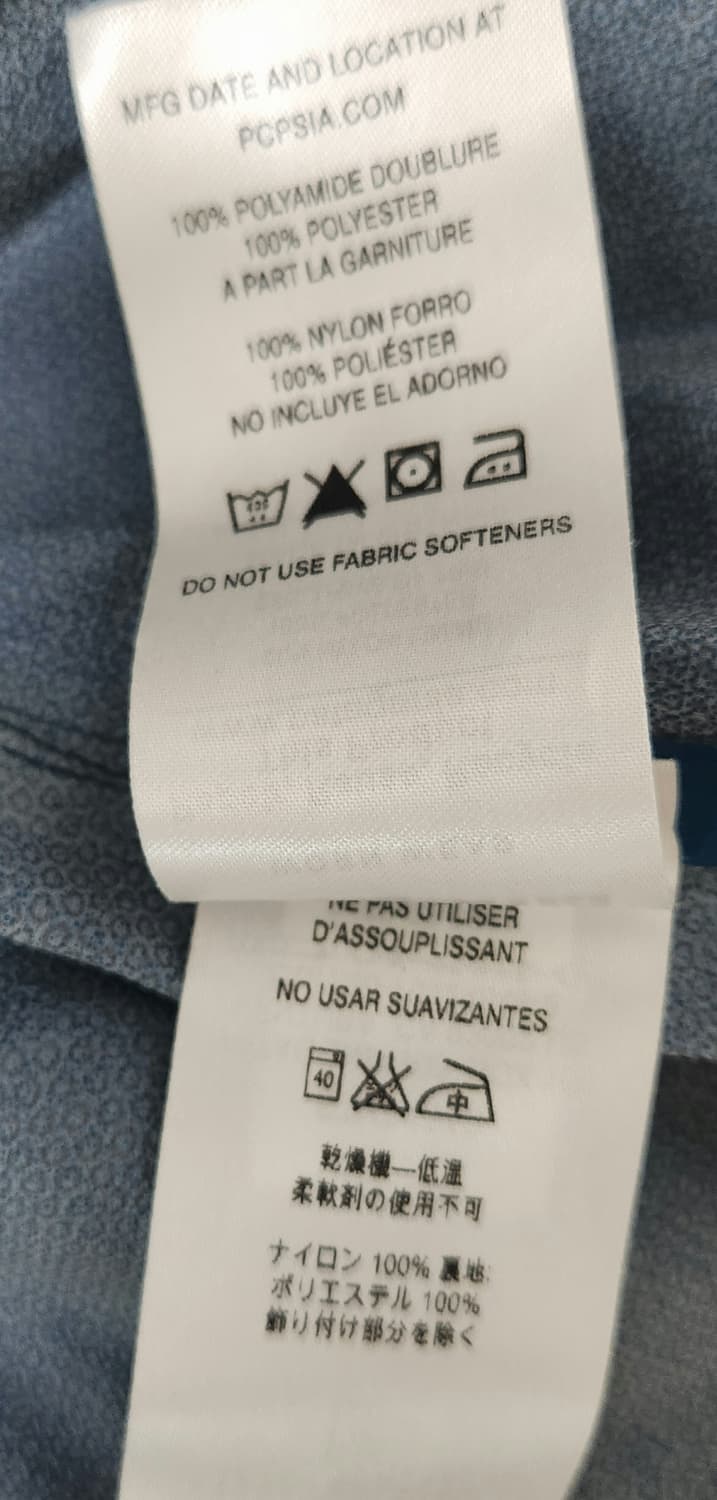 MFG DATE AND LOCATION AT
PCPSIA.COM
100% POLYAMIDE DOUBLURE
100% POLYESTER
A PART LA GARNITURE
100% NYLON FORRO
100% POLIÉSTER
NO INCLUYE EL ADORNO
DO NOT USE FABRIC SOFTENERS
NE PAS UTILISER
D'ASSOUPLISSANT
NO USAR SUAVIZANTES
40 中
乾燥機—低温
柔軟剤の使用不可
ナイロン 100% 裏地:
ポリエステル 100%
飾り付け部分を除く